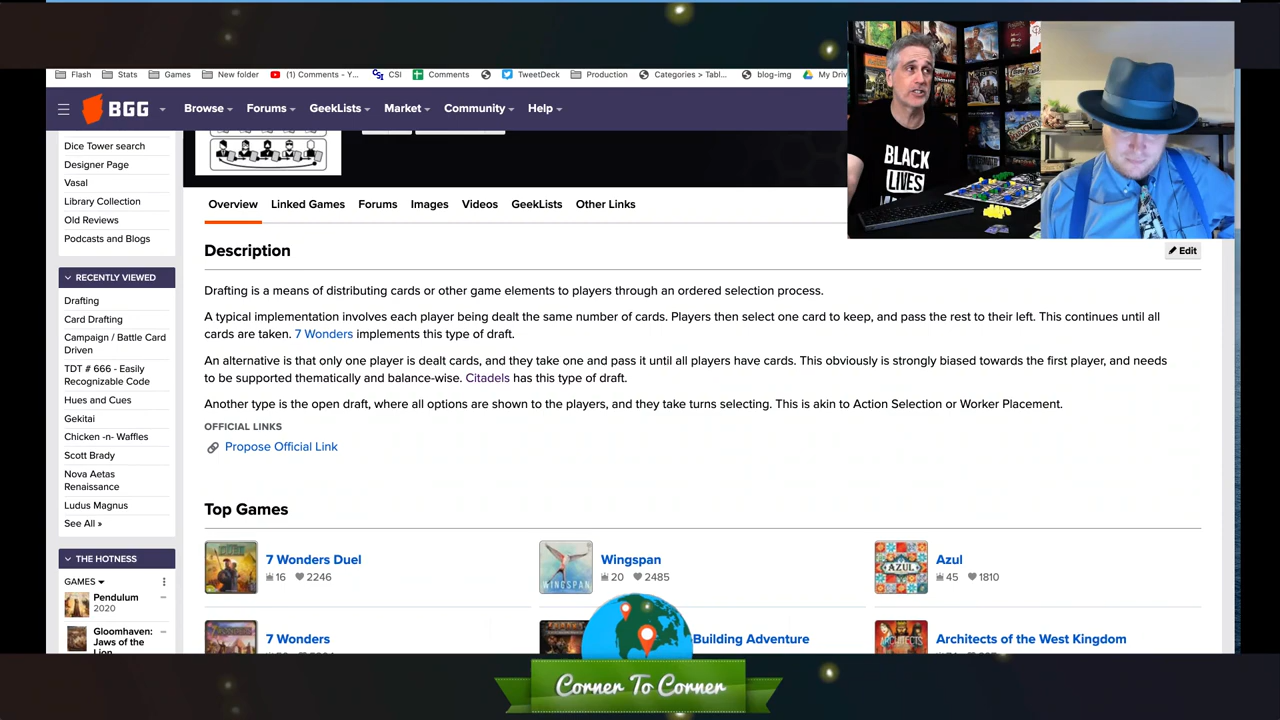 Flash Stats Games New folder (1) Comments - Y... CSI Comments TweetDeck Production Categories > Tabl... blog-img My Driv
BGG Browse Forums GeekLists Market Community Help
BLACK
LIVES
Dice Tower search
Designer Page
Vasal
Library Collection
Old Reviews
Podcasts and Blogs
RECENTLY VIEWED
Drafting
Card Drafting
Campaign / Battle Card
Driven
TDT # 666 - Easily
Recognizable Code
Hues and Cues
Gekitai
Chicken -n- Waffles
Scott Brady
Nova Aetas
Renaissance
Ludus Magnus
See All »
THE HOTNESS
GAMES
Pendulum
2020
Gloomhaven:
Jaws of the
Lion
Overview Linked Games Forums Images Videos GeekLists Other Links
Description
Edit
Drafting is a means of distributing cards or other game elements to players through an ordered selection process.
A typical implementation involves each player being dealt the same number of cards. Players then select one card to keep, and pass the rest to their left. This continues until all
cards are taken. 7 Wonders implements this type of draft.
An alternative is that only one player is dealt cards, and they take one and pass it until all players have cards. This obviously is strongly biased towards the first player, and needs
to be supported thematically and balance-wise. Citadels has this type of draft.
Another type is the open draft, where all options are shown to the players, and they take turns selecting. This is akin to Action Selection or Worker Placement.
OFFICIAL LINKS
Propose Official Link
Top Games
7 Wonders Duel
16 2246
WINGSPAN
Wingspan
20 2485
AZUL
Azul
45 1810
7 Wonders
Building Adventure
ARCHITECTS
Architects of the West Kingdom
Corner To Corner